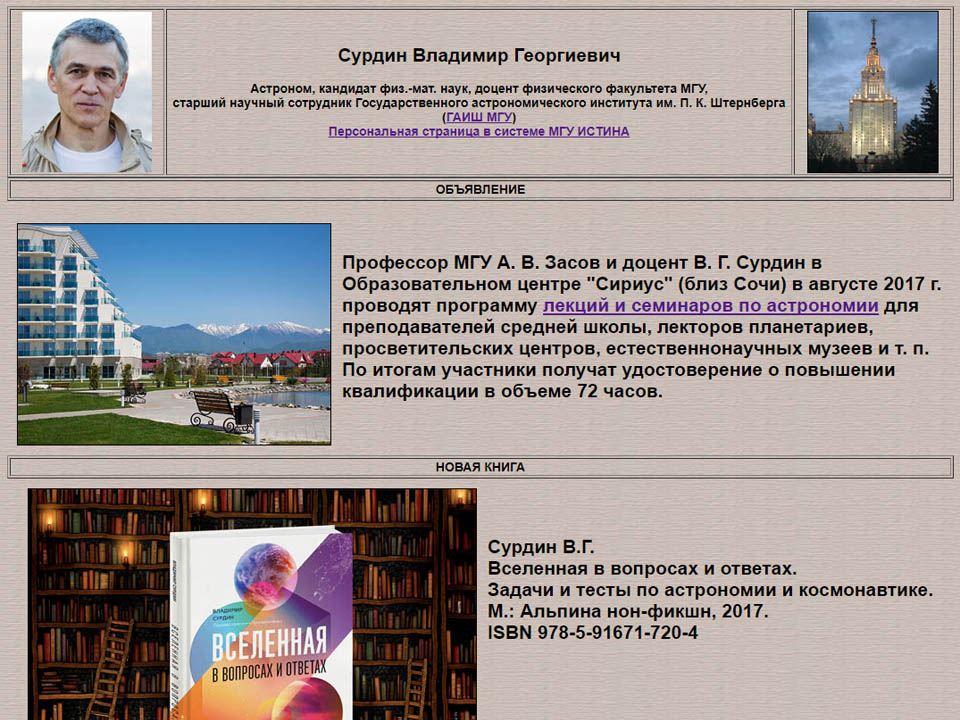 Сурдин Владимир Георгиевич
Астроном, кандидат физ.-мат. наук, доцент физического факультета МГУ,
старший научный сотрудник Государственного астрономического института им. П. К. Штернберга
(ГАИШ МГУ)
Персональная страница в системе МГУ ИСТИНА
ОБЪЯВЛЕНИЕ
Профессор МГУ А. В. Засов и доцент В. Г. Сурдин в
Образовательном центре "Сириус" (близ Сочи) в августе 2017 г.
проводят программу лекций и семинаров по астрономии для
преподавателей средней школы, лекторов планетариев,
просветительских центров, естественнонаучных музеев и т. п.
По итогам участники получат удостоверение о повышении
квалификации в объеме 72 часов.
НОВАЯ КНИГА
ВЛАДИМИР
СУРДИН
ВСЕЛЕННАЯ
В ВОПРОСАХ И ОТВЕТАХ
Сурдин В.Г.
Вселенная в вопросах и ответах.
Задачи и тесты по астрономии и космонавтике.
М.: Альпина нон-фикшн, 2017.
ISBN 978-5-91671-720-4